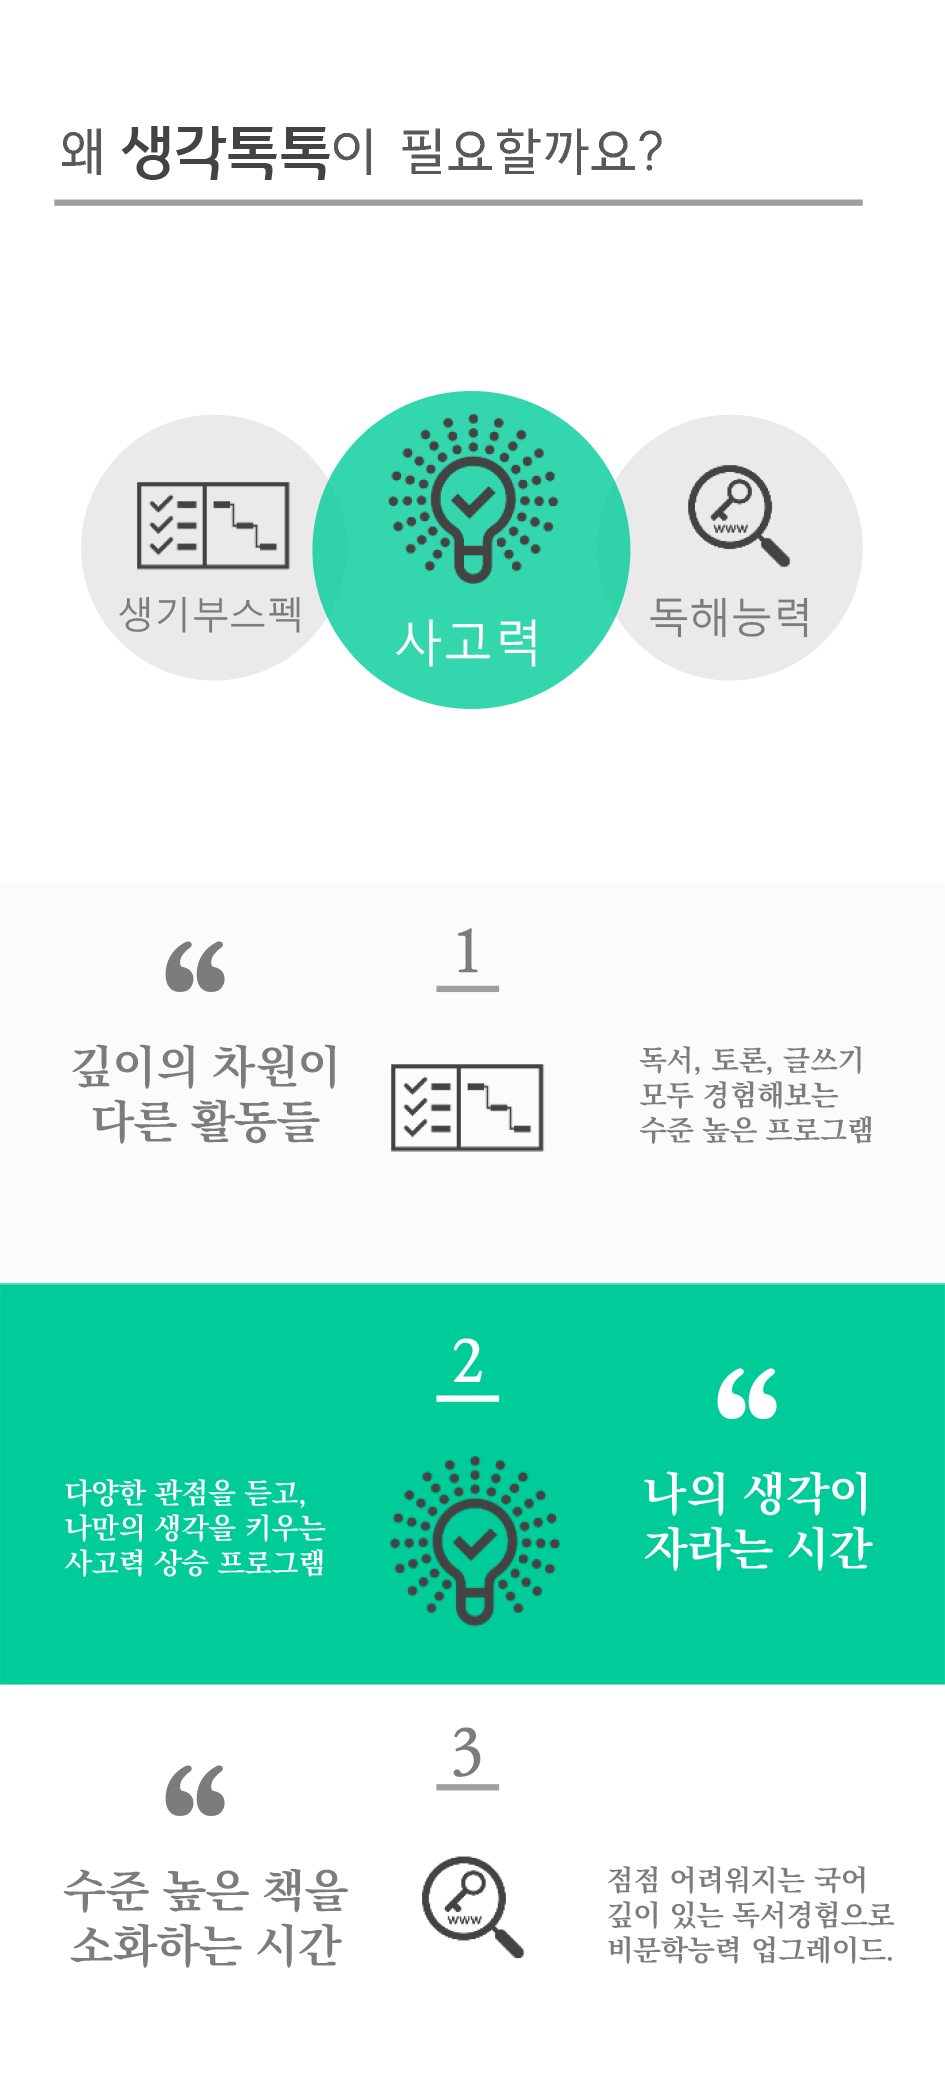 왜 생각톡톡이 필요할까요?
생기부스펙
사고력
WWW
독해능력
1
“
깊이의 차원이
다른 활동들
독서, 토론, 글쓰기
모두 경험해보는
수준 높은 프로그램
2
다양한 관점을 듣고,
나만의 생각을 키우는
사고력 상승 프로그램
“
나의 생각이
자라는 시간
3
“
수준 높은 책을
소화하는 시간
WWW
점점 어려워지는 국어
깊이 있는 독서경험으로
비문학능력 업그레이드.